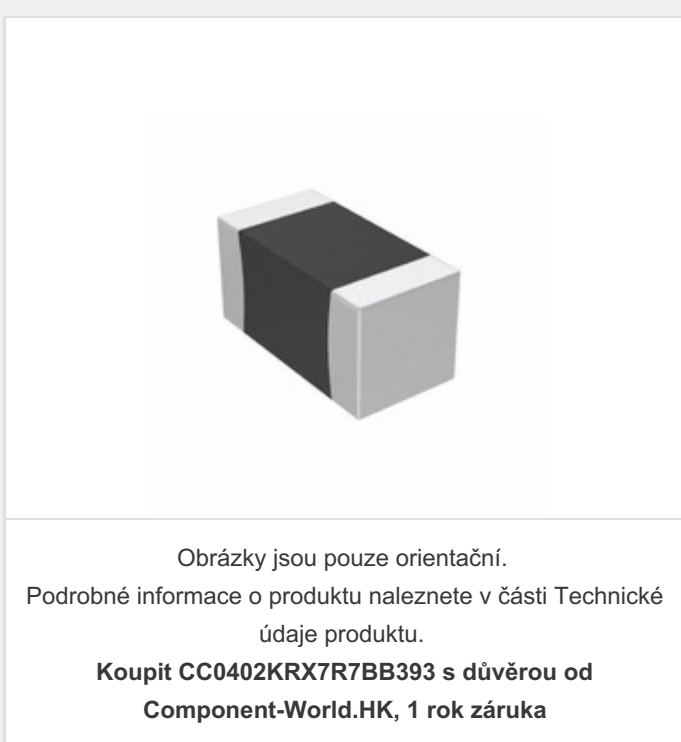 Obrázky jsou pouze orientační.
Podrobné informace o produktu naleznete v části Technické
údaje produktu.
Koupit CC0402KRX7R7BB393 s důvěrou od
Component-World.HK, 1 rok záruka